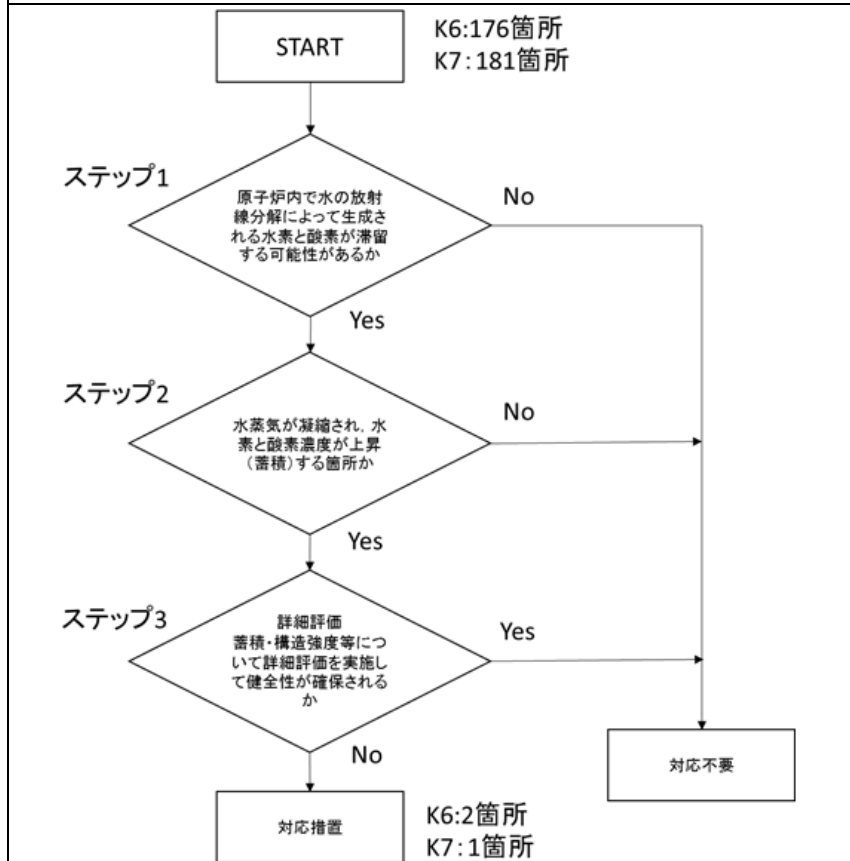 START
K6:176箇所
K7:181箇所
ステップ1
原子炉内で水の放射
線分解によって生成さ
れる水素と酸素が滞留
する可能性があるか
No
Yes
ステップ2
水蒸気が凝縮され，水
素と酸素濃度が上昇
（蓄積）する箇所か
No
Yes
ステップ3
詳細評価
蓄積・構造強度等につ
いて詳細評価を実施し
て健全性が確保される
か
Yes
No
対応不要
対応措置
K6:2箇所
K7:1箇所